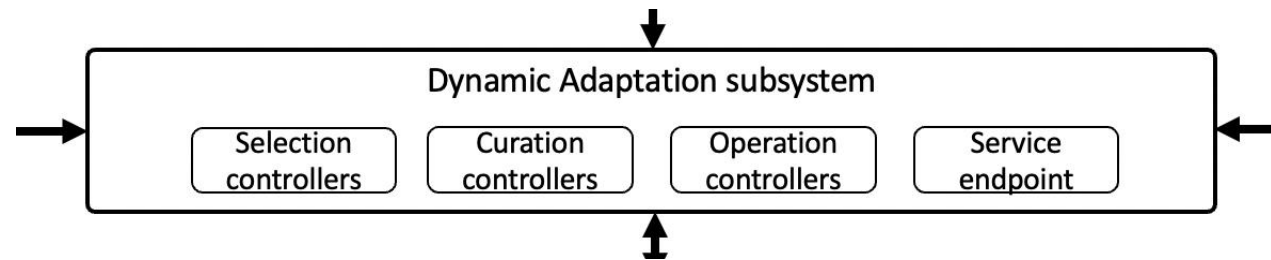 Dynamic Adaptation subsystem
Selection
controllers
Curation
controllers
Operation
controllers
Service
endpoint